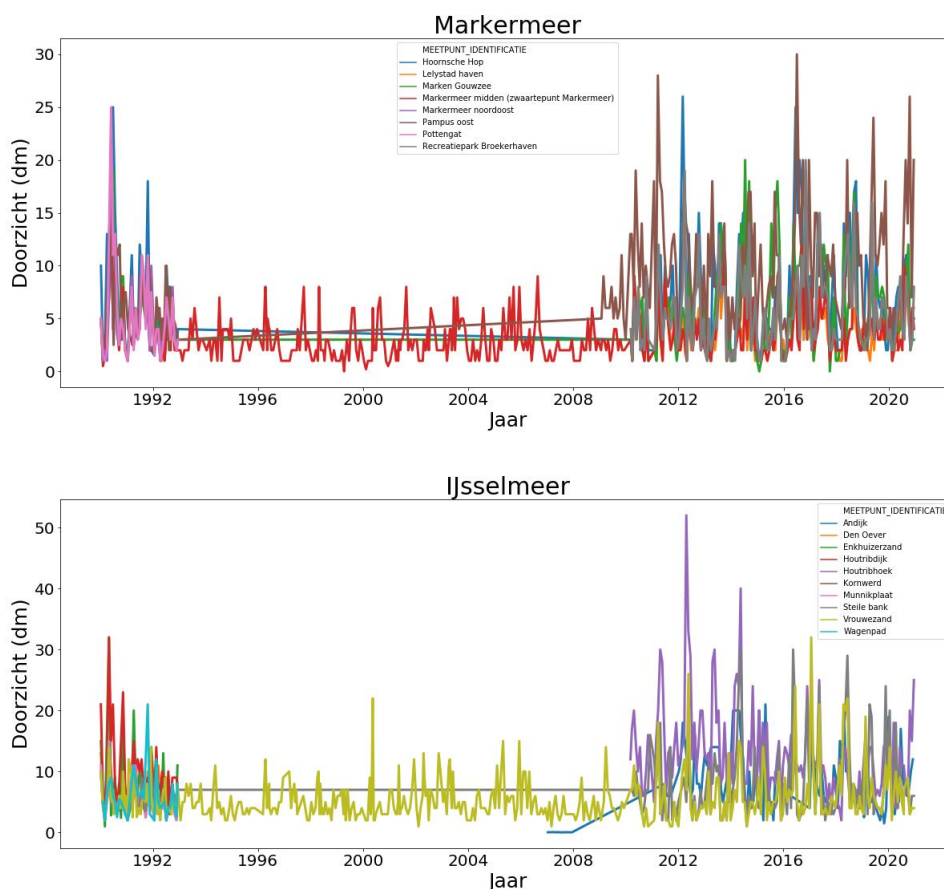 Markermeer
Doorzicht (dm)
30
25
20
15
10
5
0
MEETPUNT_IDENTIFICATIE
Hoornsche Hop
Lelystad haven
Marken Gouwzee
Markermeer midden (zwaartepunt Markermeer)
Markermeer noordoost
Pampus oost
Pottengat
Recreatiepark Broekerhaven
1992 1996 2000 2004 2008 2012 2016 2020
Jaar
IJsselmeer
Doorzicht (dm)
50
40
30
20
10
0
MEETPUNT_IDENTIFICATIE
Andijk
Den Oever
Enkhuizerzand
Houtribdijk
Houtribhoek
Kornwerd
Munnikplaat
Steile bank
Vrouwezand
Wagenpad
1992 1996 2000 2004 2008 2012 2016 2020
Jaar